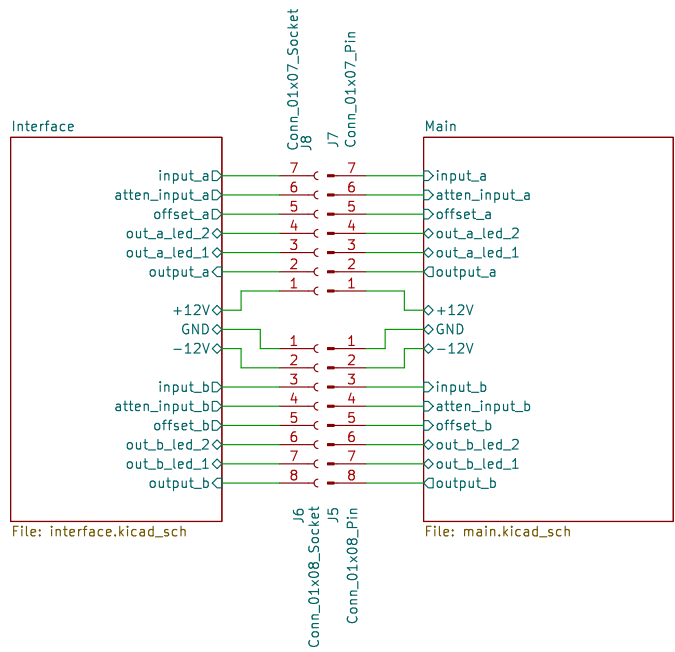 Conn_01x07_Socket
J8
J7
Conn_01x07_Pin
Interface
Main
input_a 7 7 input_a
atten_input_a 6 6 atten_input_a
offset_a 5 5 offset_a
out_a_led_2 4 4 out_a_led_2
out_a_led_1 3 3 out_a_led_1
output_a 2 2 output_a
1 1
+12V +12V
GND GND
1 1
-12V -12V
2 2
input_b 3 3 input_b
atten_input_b 4 4 atten_input_b
offset_b 5 5 offset_b
out_b_led_2 6 6 out_b_led_2
out_b_led_1 7 7 out_b_led_1
output_b 8 8 output_b
J6
Conn_01x08_Socket
J5
Conn_01x08_Pin
File: interface.kicad_sch
File: main.kicad_sch